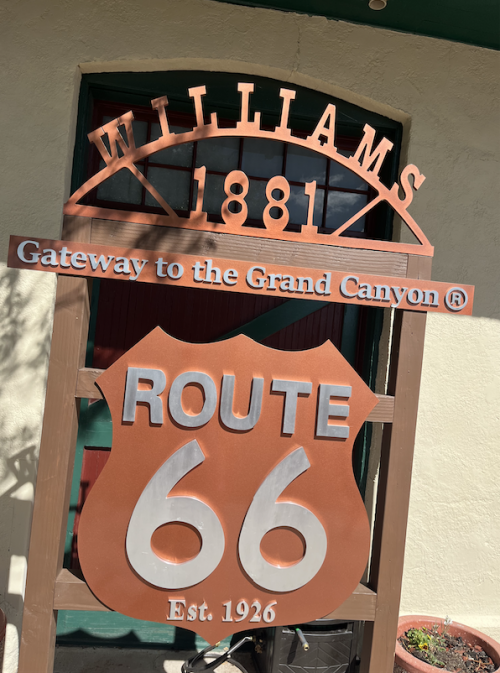 WILLIAMS
1881
Gateway to the Grand Canyon ®
ROUTE
66
Est. 1926